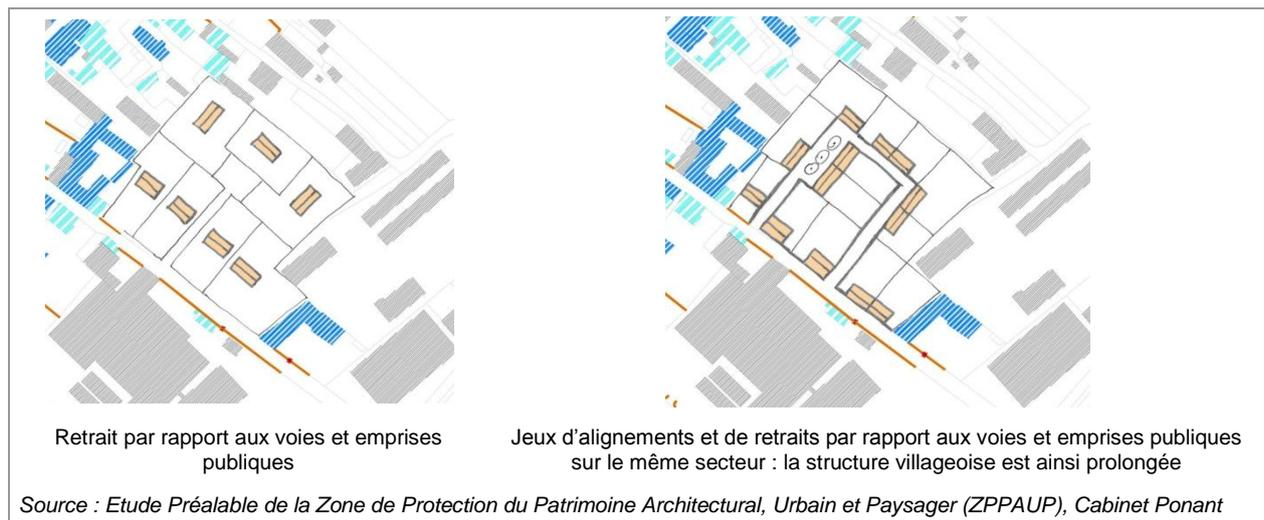 Retrait par rapport aux voies et emprises
publiques
Jeux d’alignements et de retraits par rapport aux voies et emprises publiques
sur le même secteur : la structure villageoise est ainsi prolongée
Source : Etude Préalable de la Zone de Protection du Patrimoine Architectural, Urbain et Paysager (ZPPAUP), Cabinet Ponant